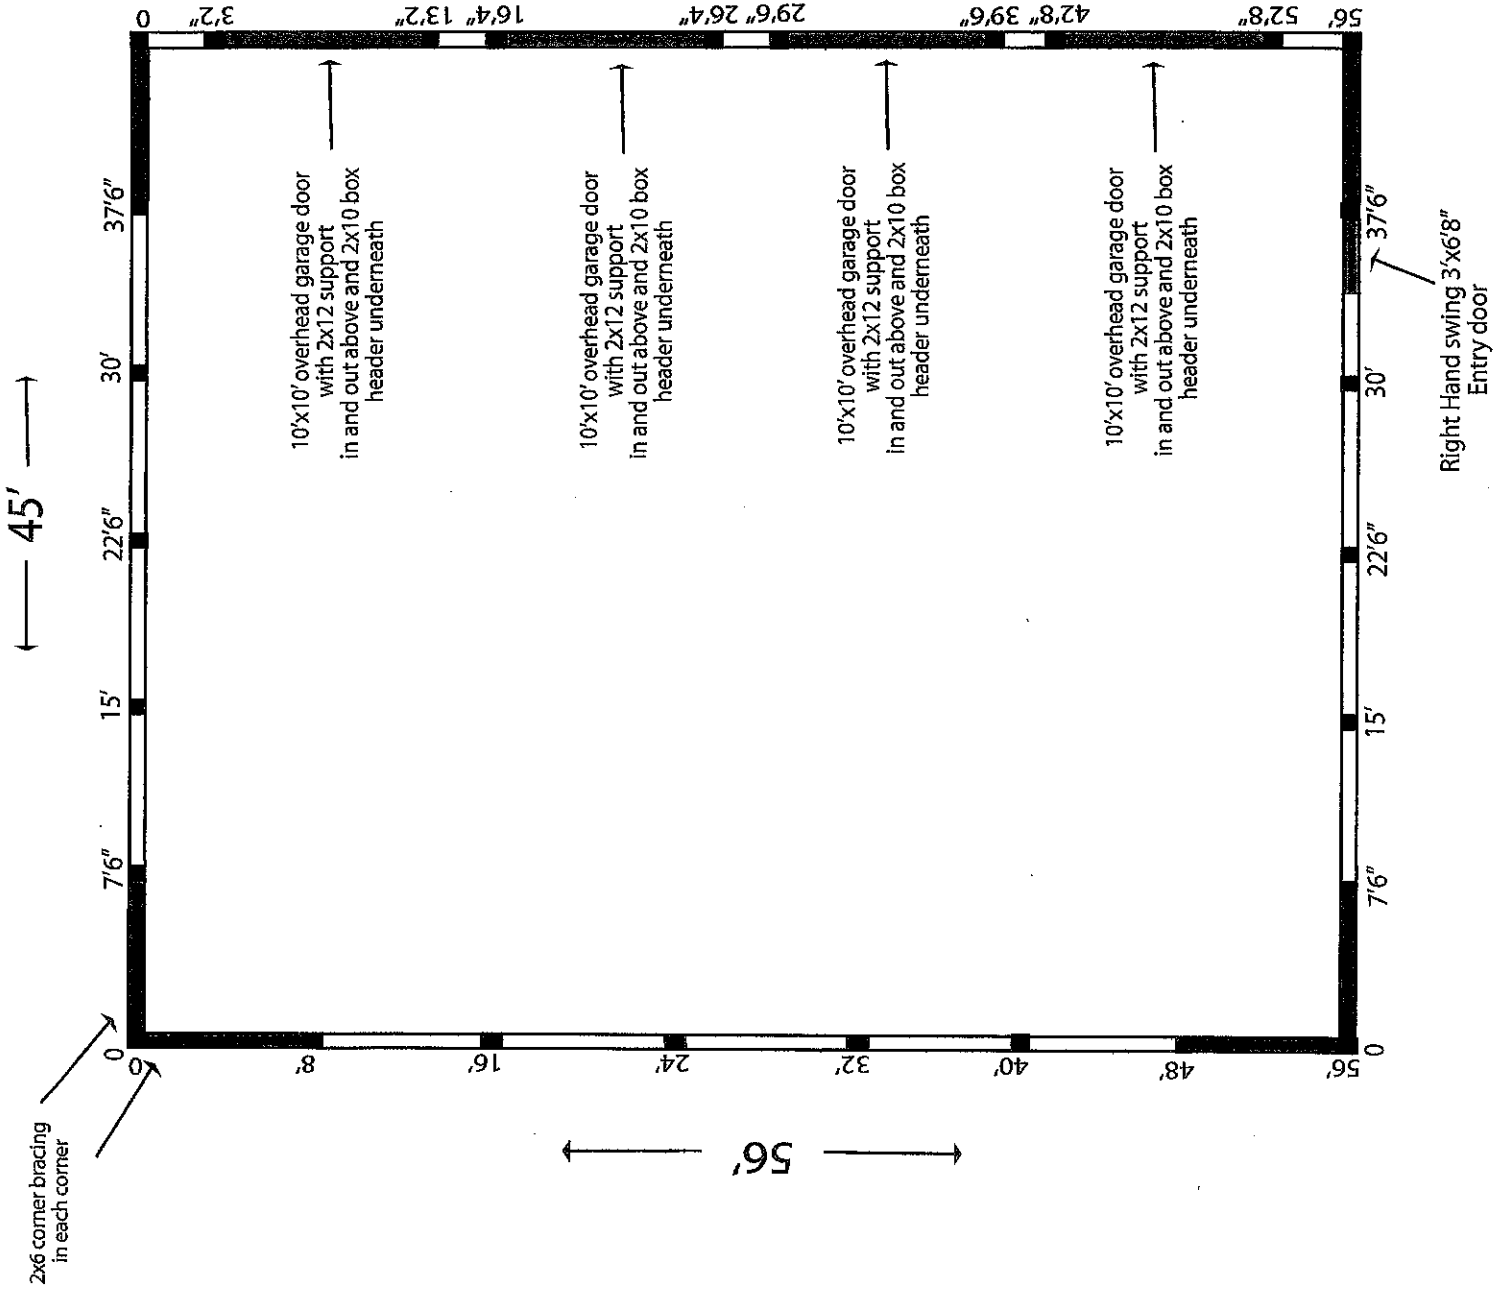 45'
37'6"
30'
22'6"
15'
7'6"
0
2x6 corner bracing
in each corner
0
8'
16'
24'
32'
40'
48'
56'
56'
0
3'2"
13'2"
16'4"
26'4"
29'6"
39'6"
42'8"
52'8"
56'
10'x10' overhead garage door
with 2x12 support
in and out above and 2x10 box
header underneath
10'x10' overhead garage door
with 2x12 support
in and out above and 2x10 box
header underneath
10'x10' overhead garage door
with 2x12 support
in and out above and 2x10 box
header underneath
10'x10' overhead garage door
with 2x12 support
in and out above and 2x10 box
header underneath
0
7'6"
15'
22'6"
30'
37'6"
Right Hand swing 3'x6'8"
Entry door